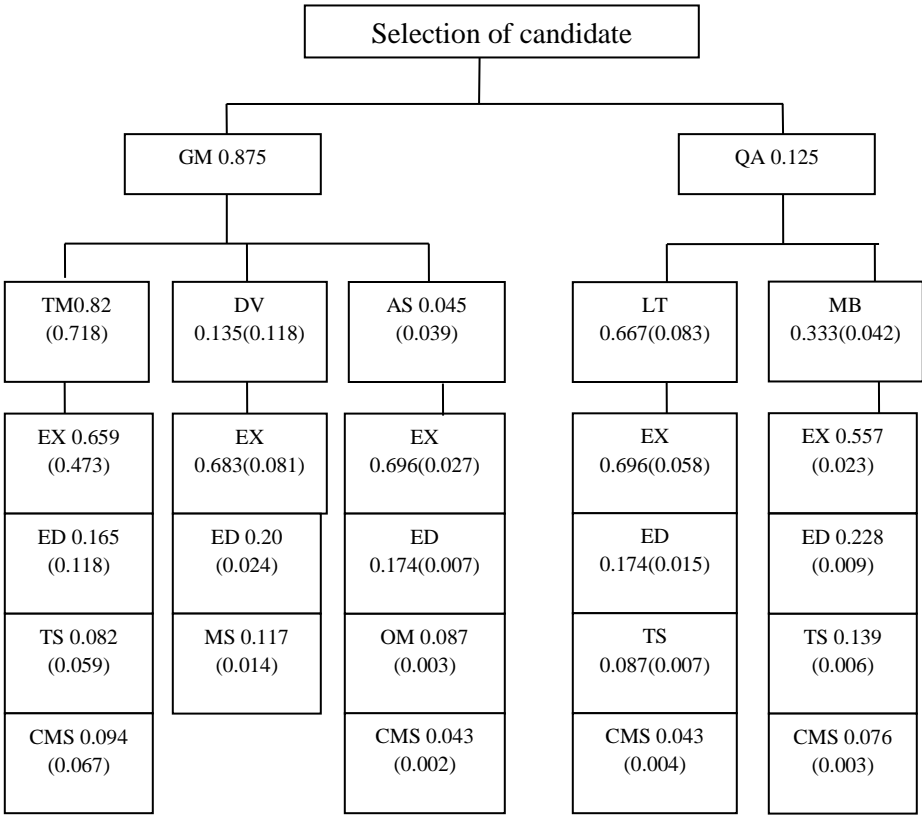 Selection of candidate
GM 0.875
QA 0.125
TM0.82
(0.718)
DV
0.135(0.118)
AS 0.045
(0.039)
LT
0.667(0.083)
MB
0.333(0.042)
EX 0.659
(0.473)
EX
0.683(0.081)
EX
0.696(0.027)
EX
0.696(0.058)
EX 0.557
(0.023)
ED 0.165
(0.118)
ED 0.20
(0.024)
ED
0.174(0.007)
ED
0.174(0.015)
ED 0.228
(0.009)
TS 0.082
(0.059)
MS 0.117
(0.014)
OM 0.087
(0.003)
TS
0.087(0.007)
TS 0.139
(0.006)
CMS 0.094
(0.067)
CMS 0.043
(0.002)
CMS 0.043
(0.004)
CMS 0.076
(0.003)